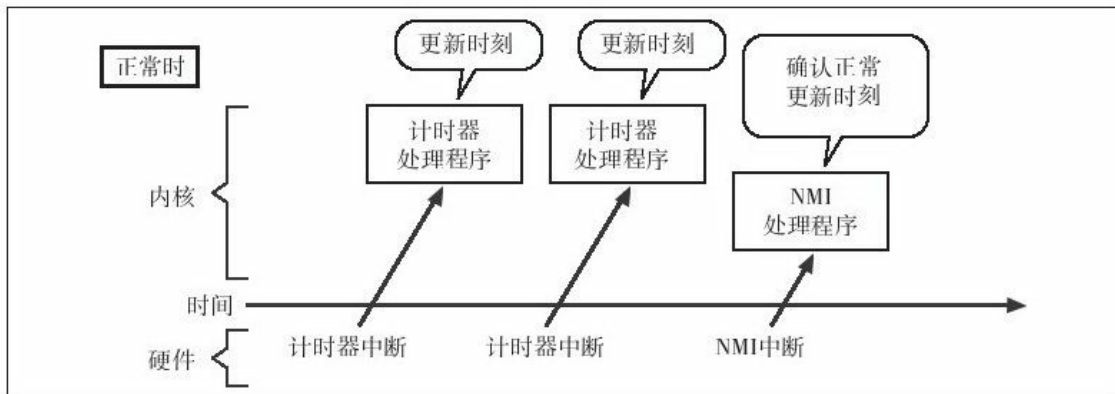 正常时
更新时刻
更新时刻
确认正常
更新时刻
计时器
处理程序
计时器
处理程序
NMI
处理程序
内核
时间
计时器中断
计时器中断
NMI中断
硬件